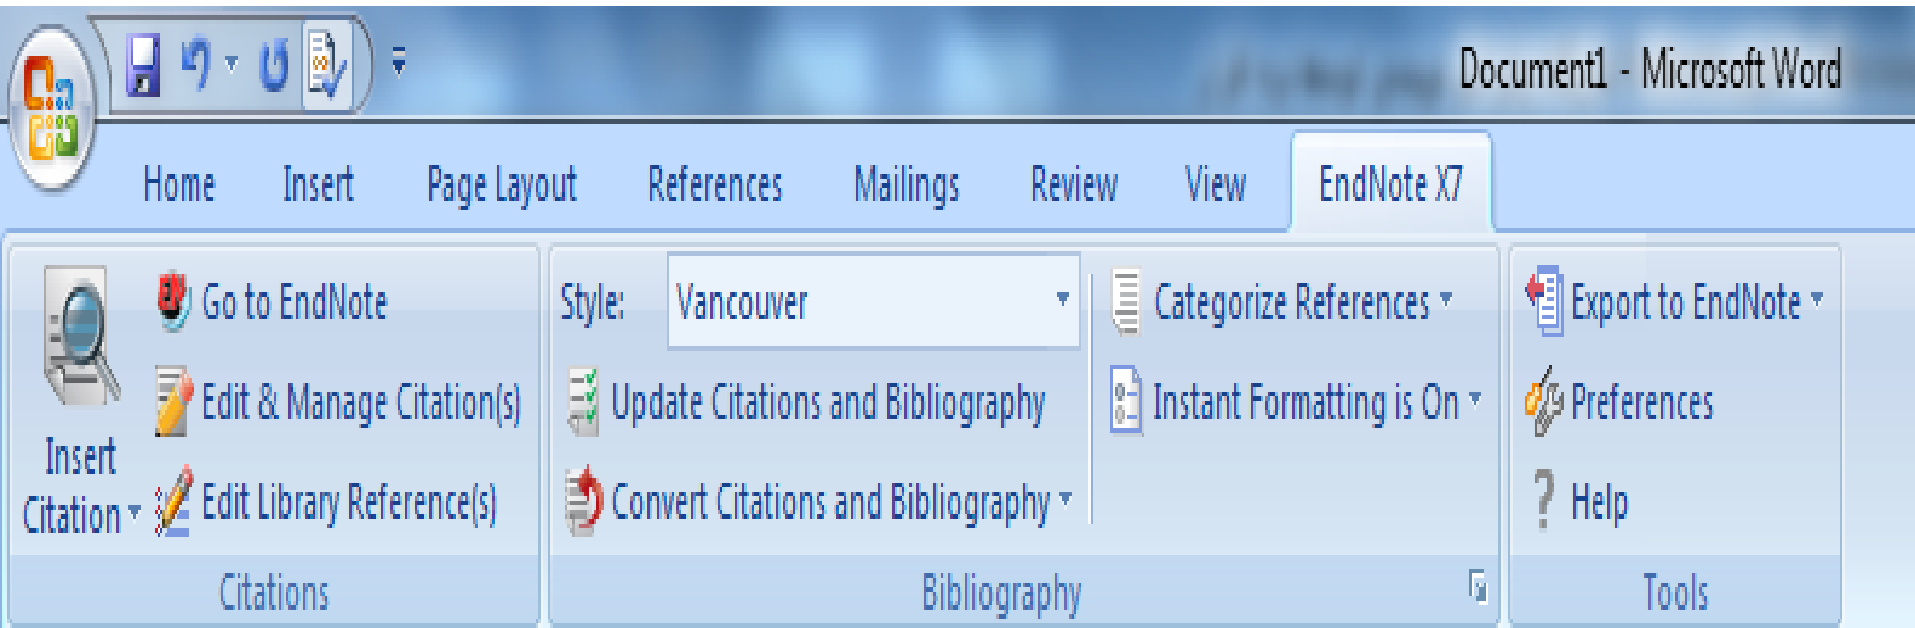 Document1 - Microsoft Word
Home Insert Page Layout References Mailings Review View EndNote X7
Insert Citation
Go to EndNote
Edit & Manage Citation(s)
Edit Library Reference(s)
Citations
Style: Vancouver
Update Citations and Bibliography
Convert Citations and Bibliography
Categorize References
Instant Formatting is On
Bibliography
Export to EndNote
Preferences
? Help
Tools